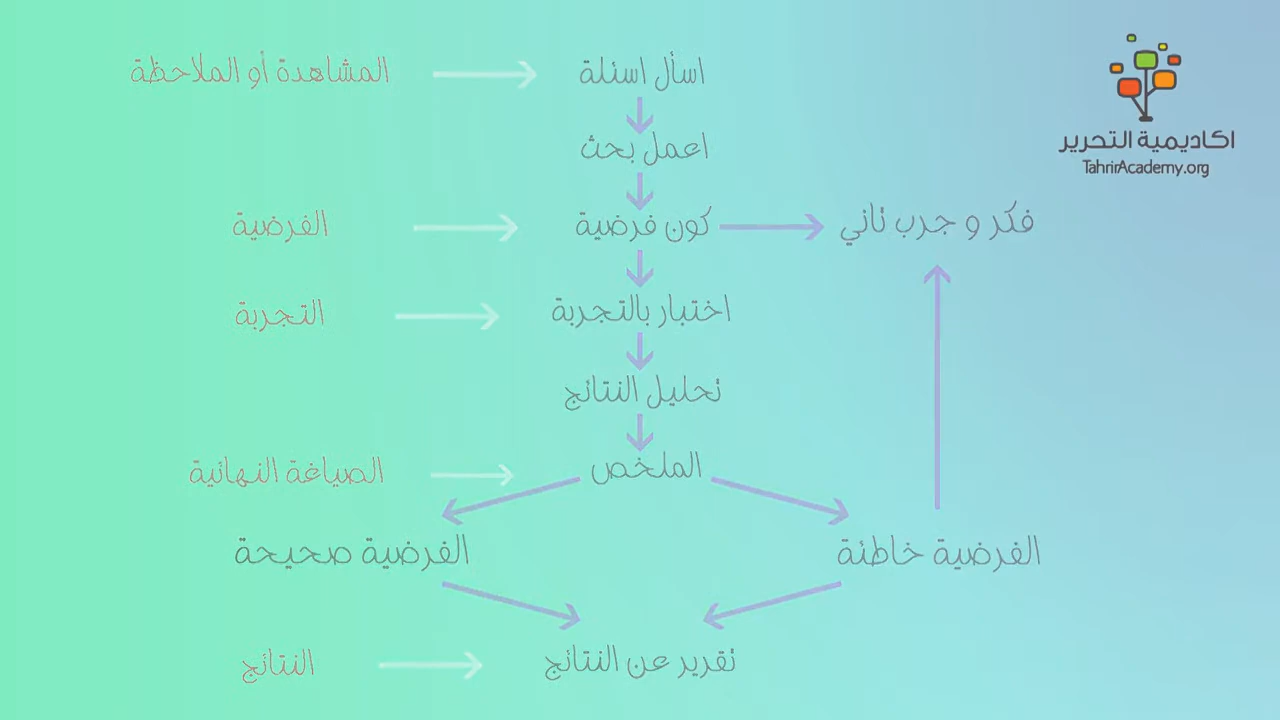 اكاديمية التحرير
TahrirAcademy.org
اسأل اسئلة
المشاهدة أو الملاحظة
اعمل بحث
فكر و جرب تاني
كون فرضية
الفرضية
اختبار بالتجربة
التجربة
تحليل النتائج
الملخص
الصياغة النهائية
الفرضية خاطئة
الفرضية صحيحة
تقرير عن النتائج
النتائج